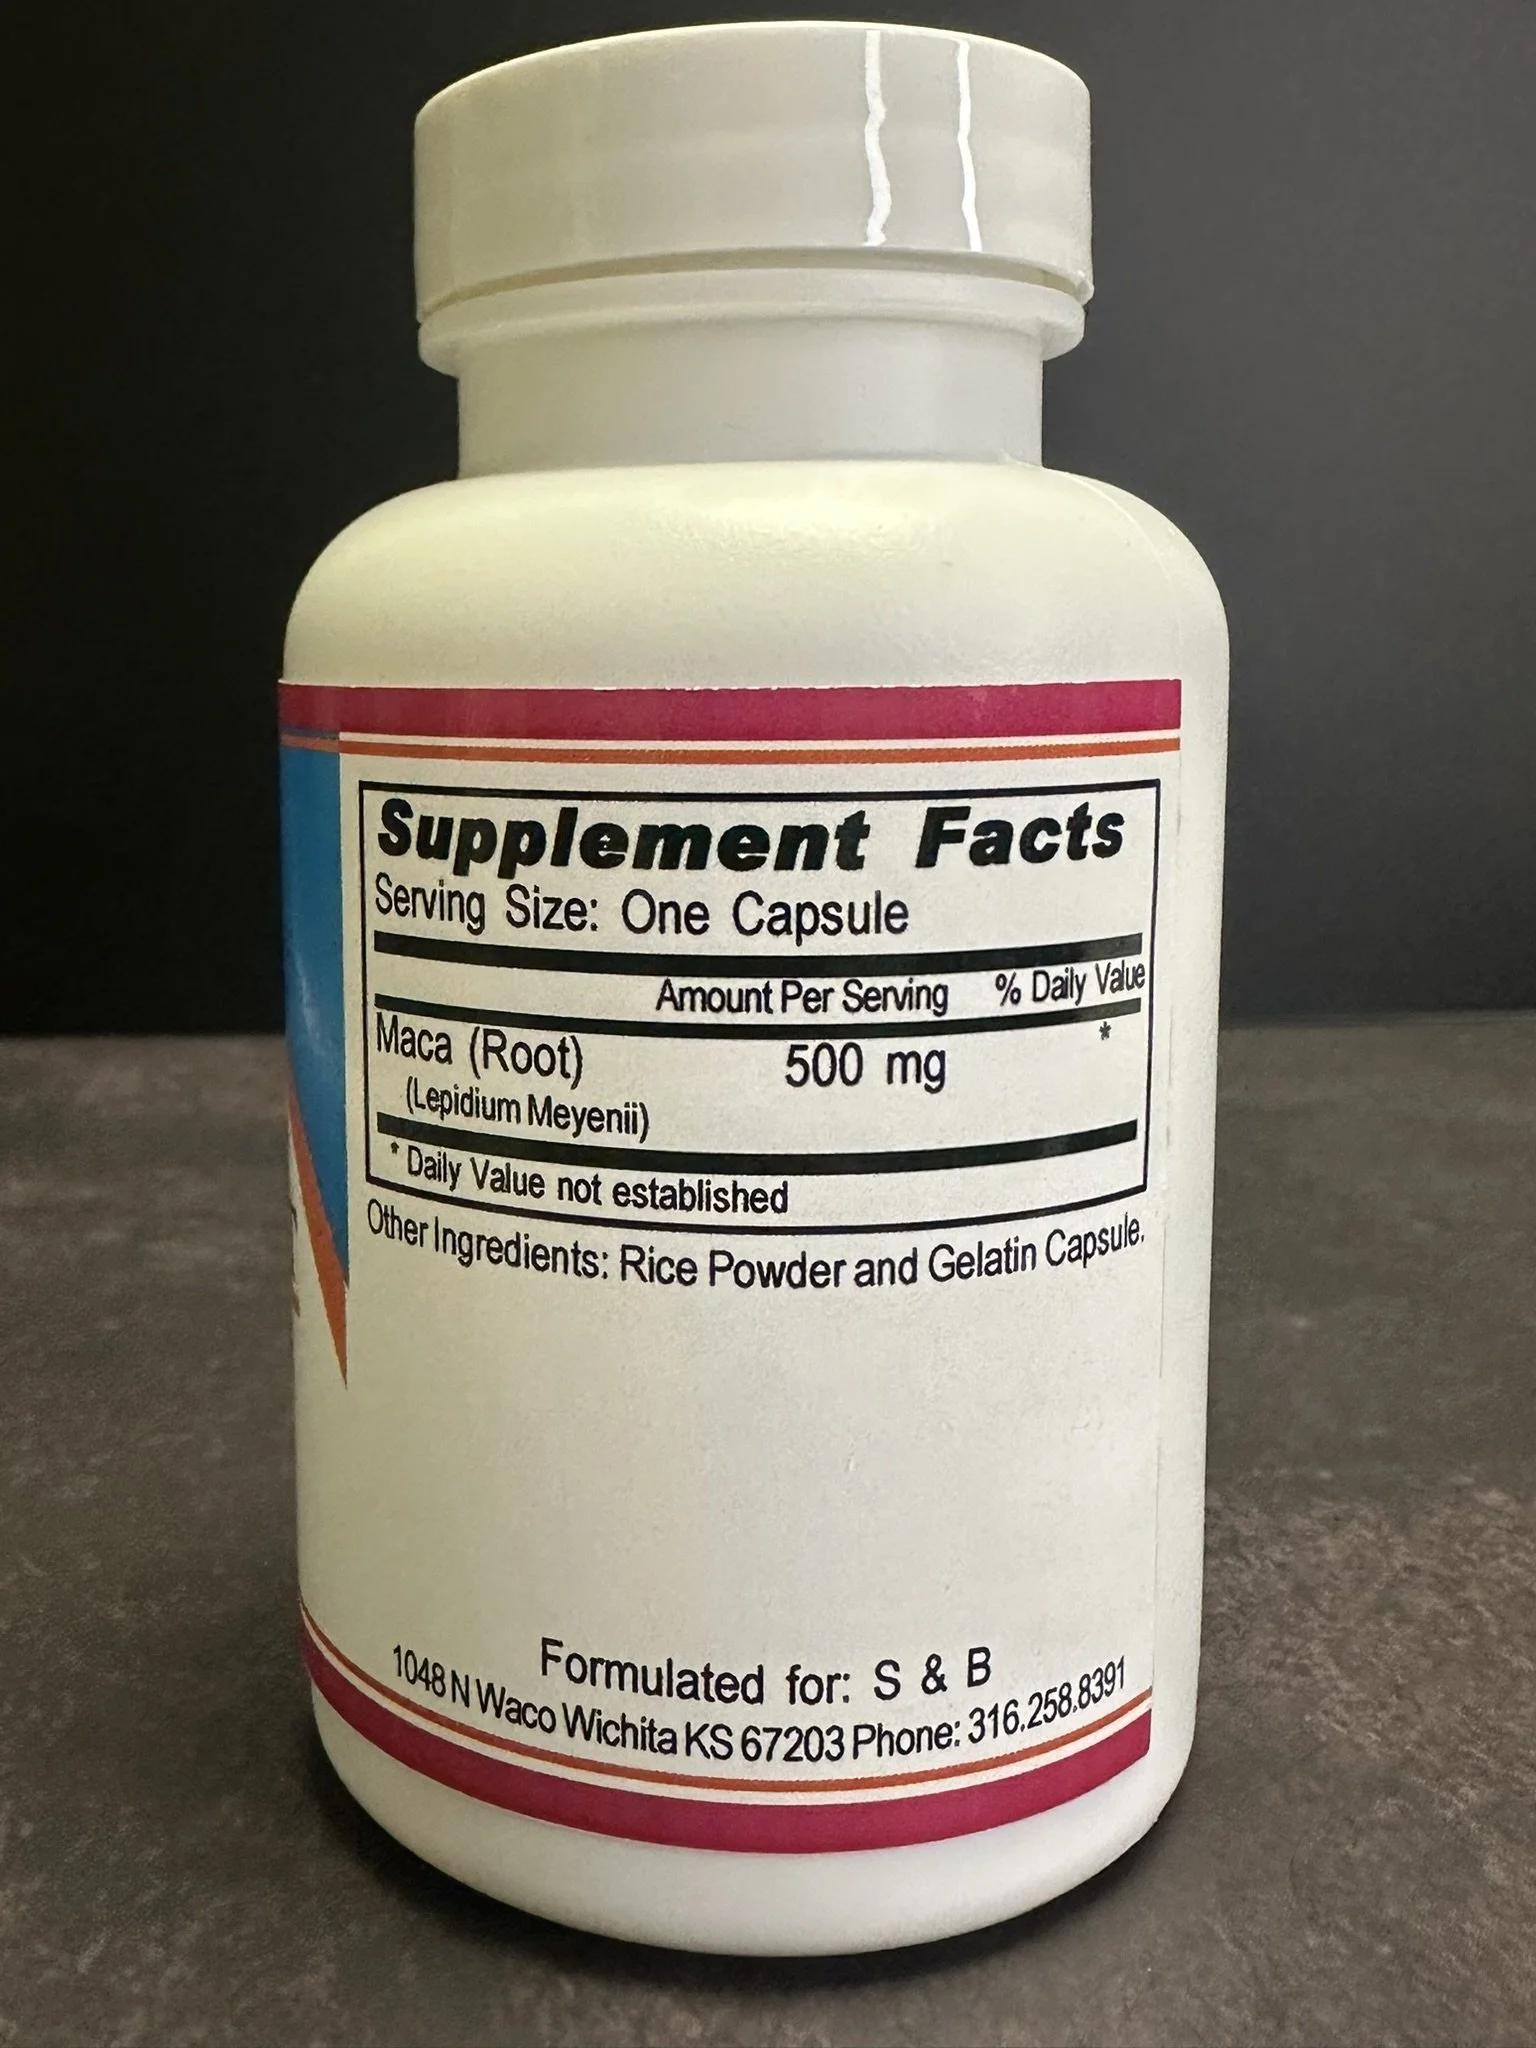 Supplement Facts
Serving Size: One Capsule
Amount Per Serving % Daily Value
Maca (Root) 500 mg *
(Lepidium Meyenii)
* Daily Value not established
Other Ingredients: Rice Powder and Gelatin Capsule.
Formulated for: S & B
1048 N Waco Wichita KS 67203 Phone: 316.258.8391